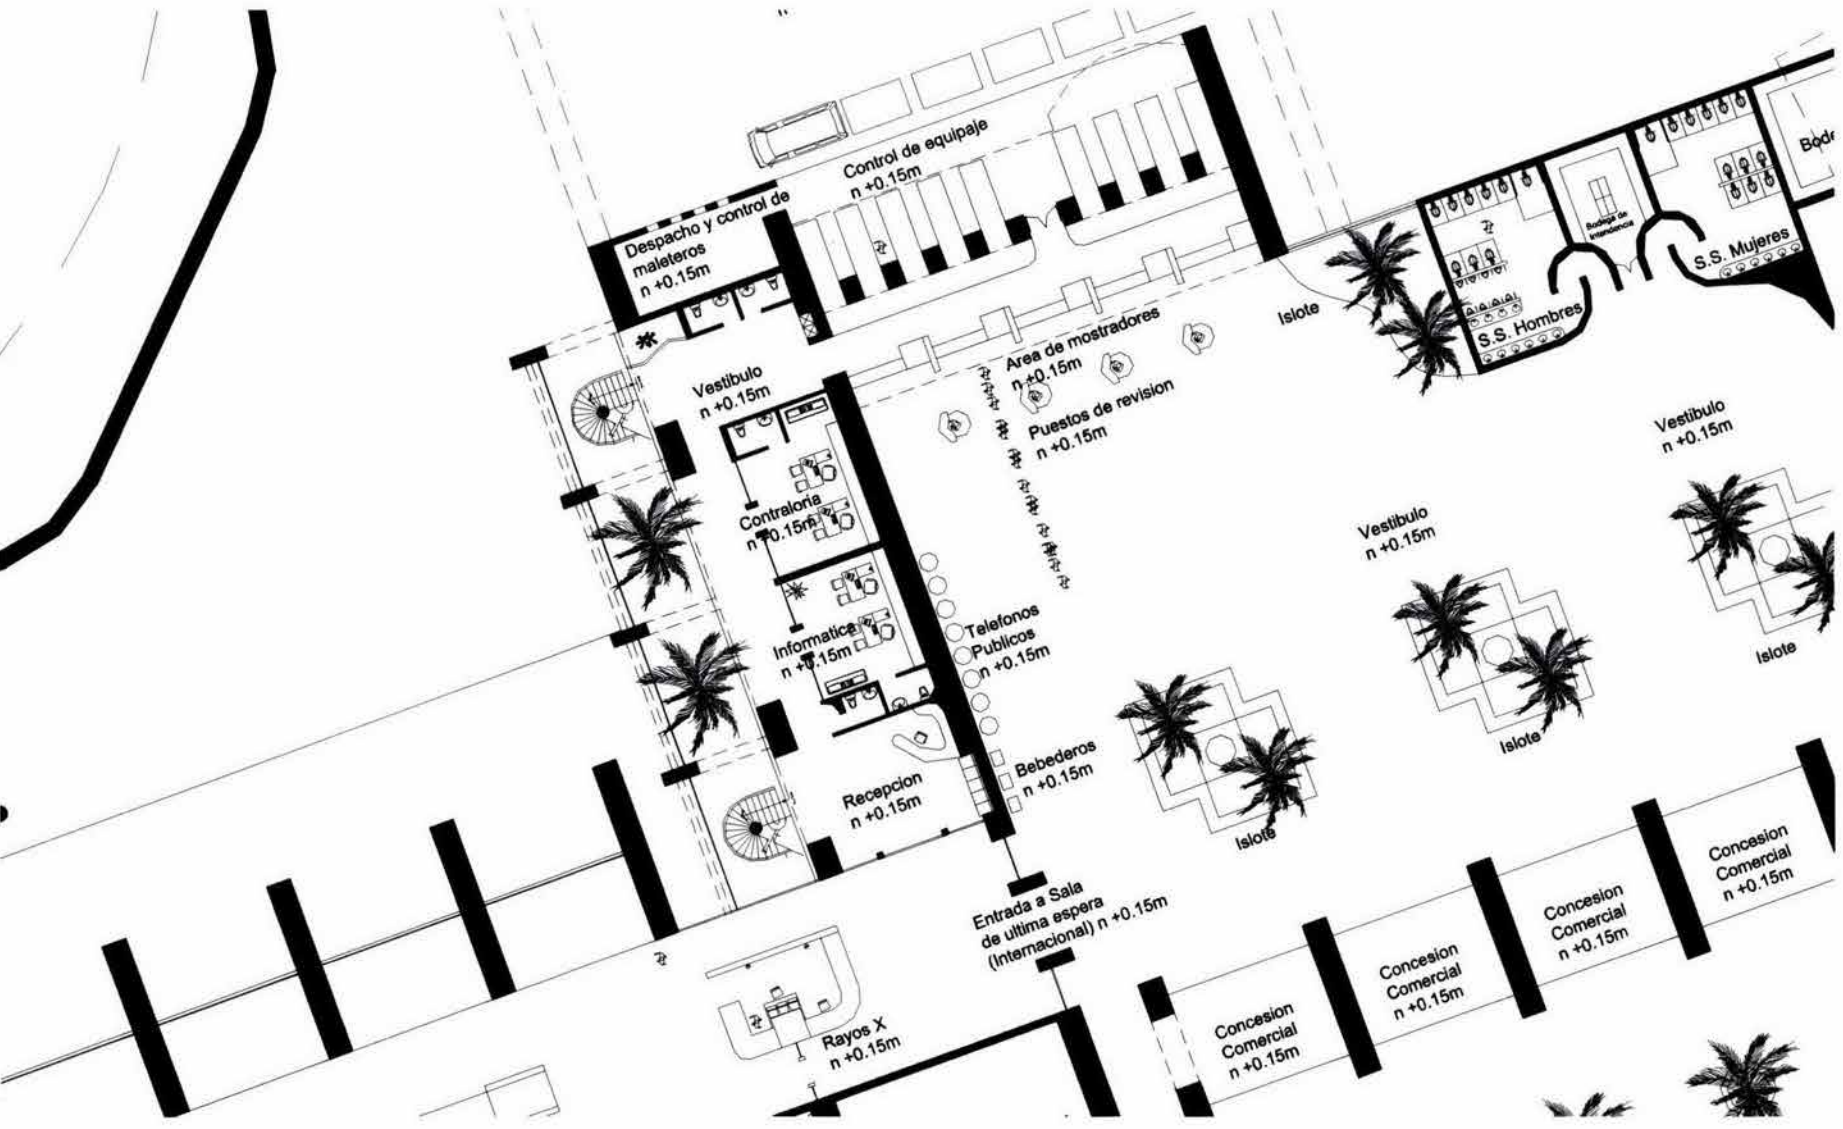 Control de equipaje
n +0.15m
Despacho y control de
maleteros
n +0.15m
Bodega de
Intendencia
S.S. Mujeres
S.S. Hombres
Islote
Area de mostradores
n +0.15m
Puestos de revision
n +0.15m
Vestibulo
n +0.15m
Vestibulo
n +0.15m
Vestibulo
n +0.15m
Contraloria
n +0.15m
Informatica
n +0.15m
Telefonos
Publicos
n +0.15m
Islote
Islote
Islote
Bebederos
n +0.15m
Recepcion
n +0.15m
Entrada a Sala
de ultima espera
(Internacional) n +0.15m
Rayos X
n +0.15m
Concesion
Comercial
n +0.15m
Concesion
Comercial
n +0.15m
Concesion
Comercial
n +0.15m
Concesion
Comercial
n +0.15m